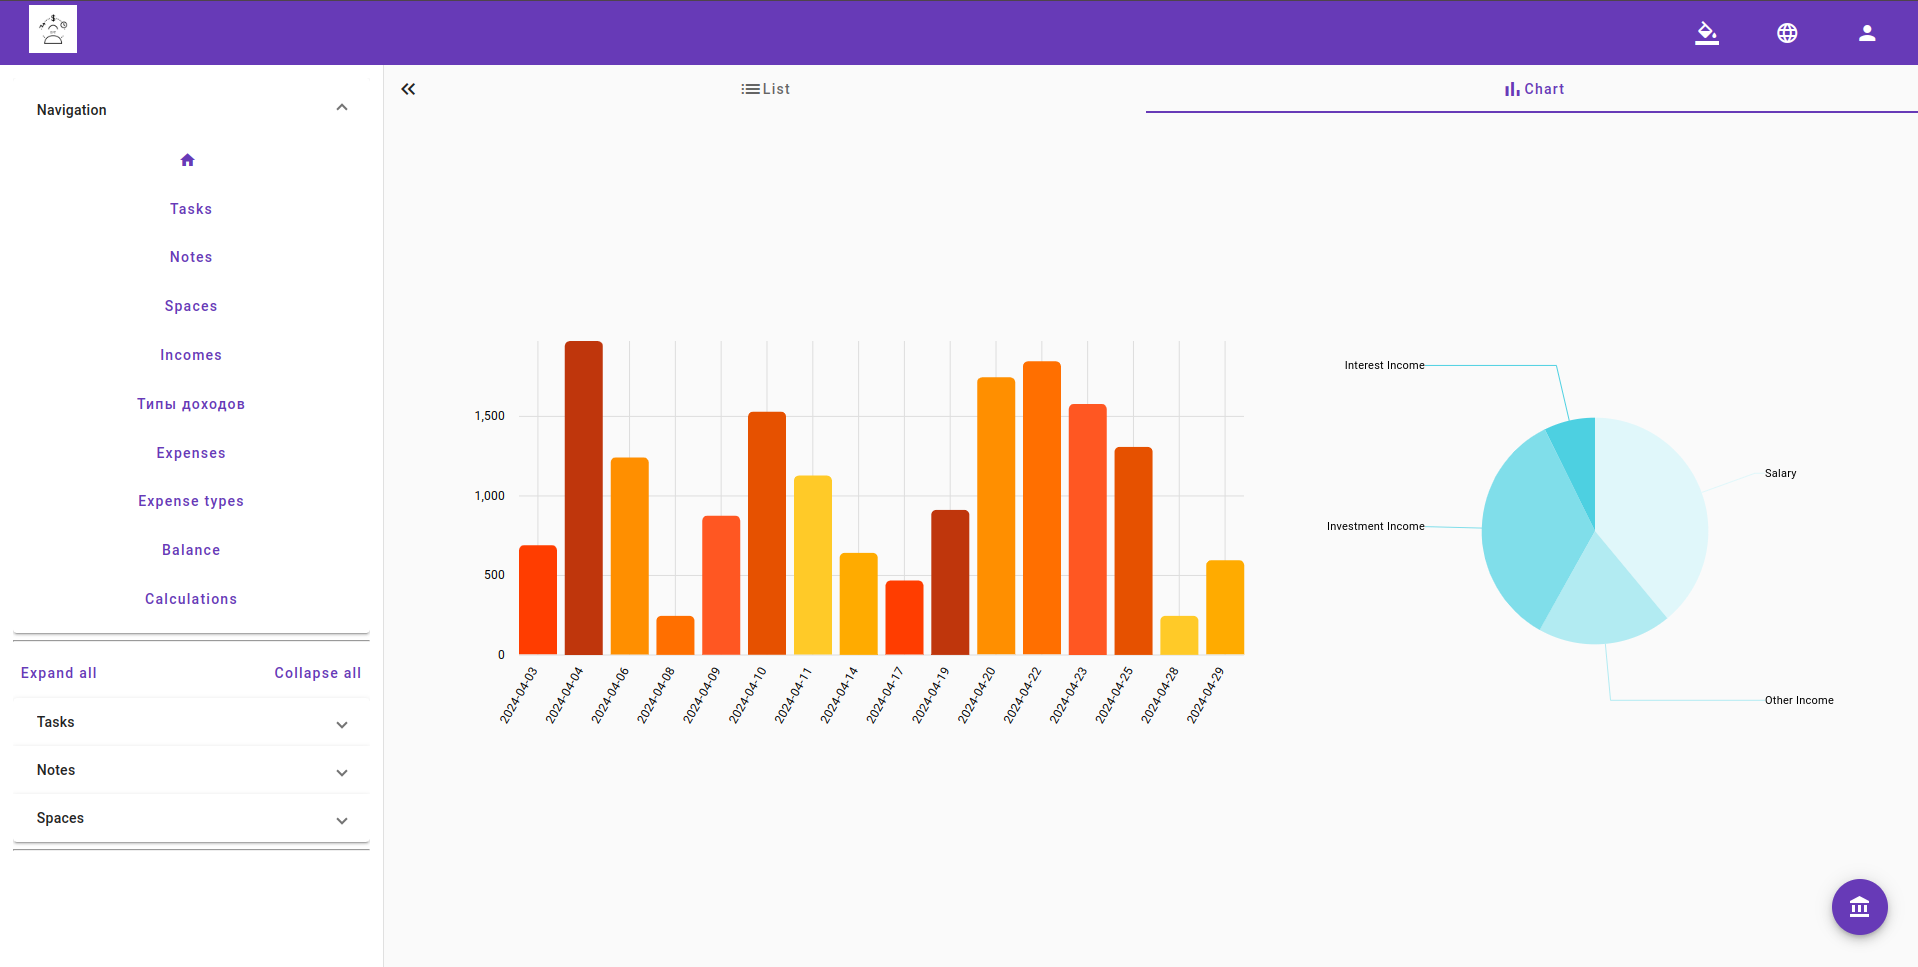 Navigation
Tasks
Notes
Spaces
Incomes
Типы доходов
Expenses
Expense types
Balance
Calculations
Expand all
Collapse all
Tasks
Notes
Spaces
List
Chart
1,500
1,000
500
0
2024-04-03
2024-04-04
2024-04-06
2024-04-08
2024-04-09
2024-04-10
2024-04-11
2024-04-14
2024-04-17
2024-04-19
2024-04-20
2024-04-22
2024-04-23
2024-04-25
2024-04-28
2024-04-29
Interest Income
Salary
Investment Income
Other Income